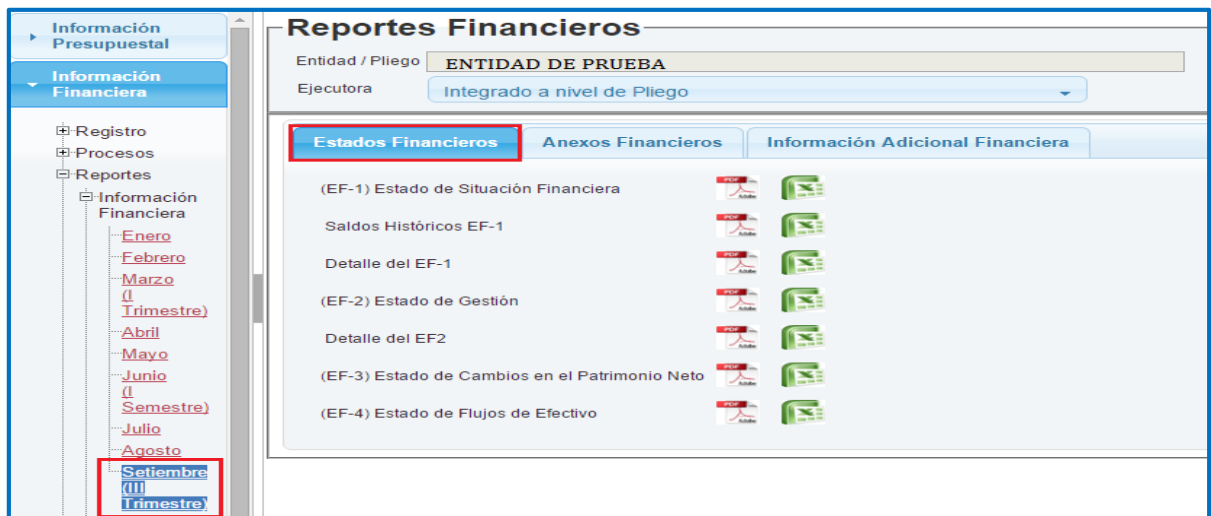 Información
Presupuestal
Información
Financiera
Registro
Procesos
Reportes
Información
Financiera
Enero
Febrero
Marzo
(I
Trimestre)
Abril
Mayo
Junio
(I
Semestre)
Julio
Agosto
Setiembre
(III
Trimestre)
Reportes Financieros
Entidad / Pliego ENTIDAD DE PRUEBA
Ejecutora Integrado a nivel de Pliego
Estados Financieros Anexos Financieros Información Adicional Financiera
(EF-1) Estado de Situación Financiera
Saldos Históricos EF-1
Detalle del EF-1
(EF-2) Estado de Gestión
Detalle del EF2
(EF-3) Estado de Cambios en el Patrimonio Neto
(EF-4) Estado de Flujos de Efectivo